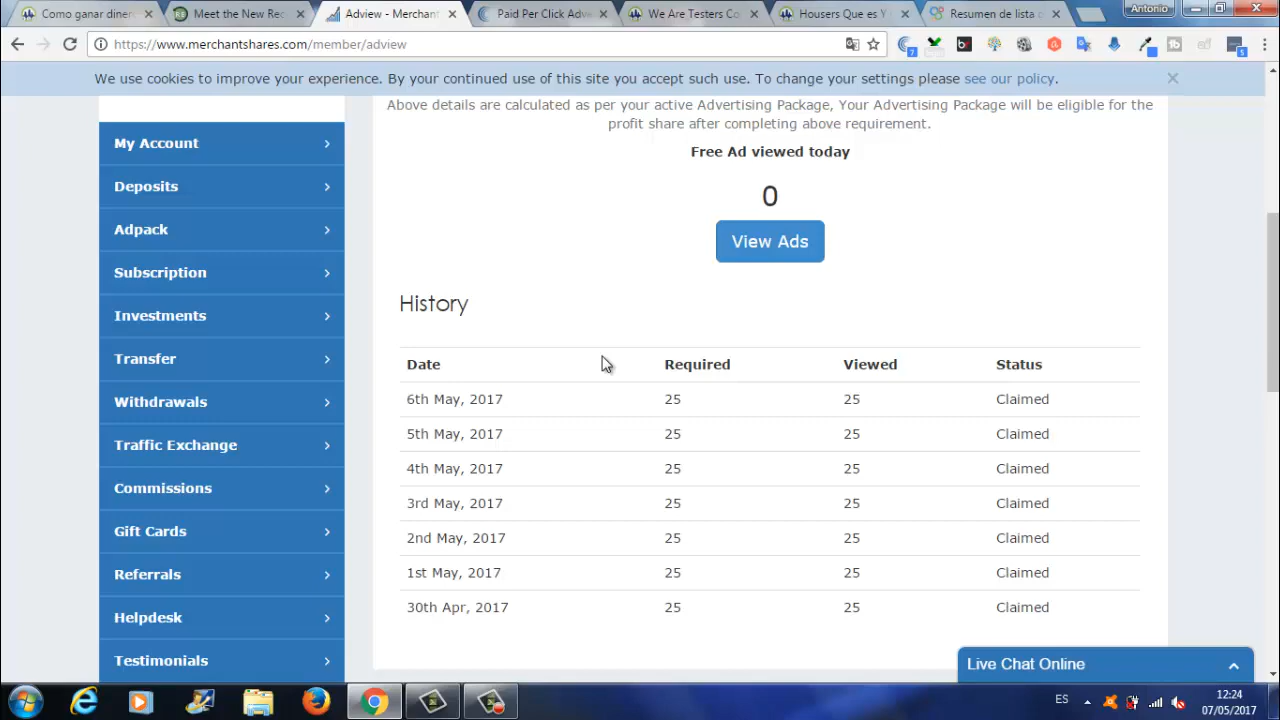 Como ganar diner
Meet the New Rec
Adview - Merchant
Paid Per Click Adve
We Are Testers Co
Housers Que es Y
Resumen de lista d
Antonio
https://www.merchantshares.com/member/adview
We use cookies to improve your experience. By your continued use of this site you accept such use. To change your settings please see our policy.
Above details are calculated as per your active Advertising Package, Your Advertising Package will be eligible for the
profit share after completing above requirement.
Free Ad viewed today
0
View Ads
My Account
Deposits
Adpack
Subscription
Investments
Transfer
Withdrawals
Traffic Exchange
Commissions
Gift Cards
Referrals
Helpdesk
Testimonials
History
Date Required Viewed Status
6th May, 2017 25 25 Claimed
5th May, 2017 25 25 Claimed
4th May, 2017 25 25 Claimed
3rd May, 2017 25 25 Claimed
2nd May, 2017 25 25 Claimed
1st May, 2017 25 25 Claimed
30th Apr, 2017 25 25 Claimed
Live Chat Online
ES
12:24
07/05/2017